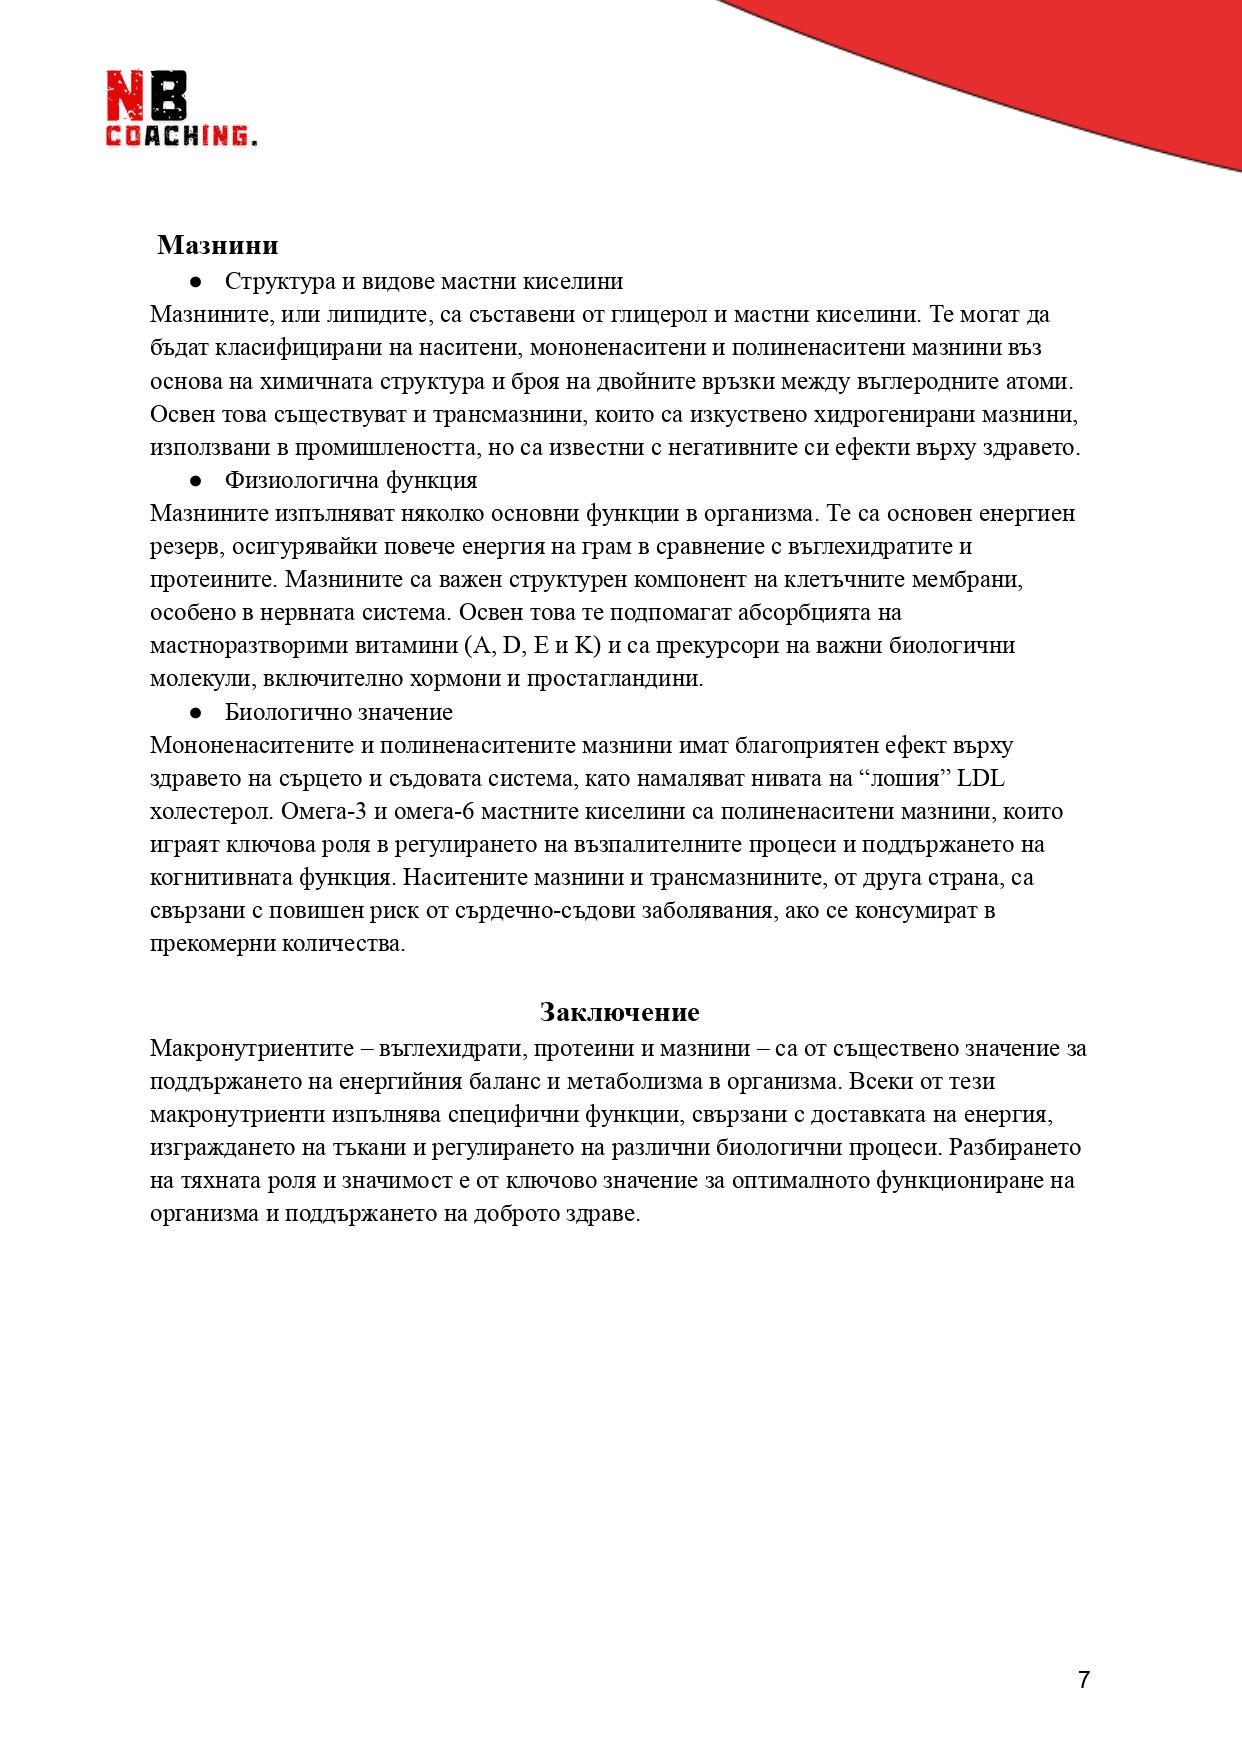 NB
COACHING.
Мазнини
● Структура и видове мастни киселини
Мазнините, или липидите, са съставени от глицерол и мастни киселини. Те могат да
бъдат класифицирани на наситени, мононенаситени и полиненаситени мазнини въз
основа на химичната структура и броя на двойните връзки между въглеродните атоми.
Освен това съществуват и трансмазнини, които са изкуствено хидрогенирани мазнини,
използвани в промишлеността, но са известни с негативните си ефекти върху здравето.
● Физиологична функция
Мазнините изпълняват няколко основни функции в организма. Те са основен енергиен
резерв, осигурявайки повече енергия на грам в сравнение с въглехидратите и
протеините. Мазнините са важен структурен компонент на клетъчните мембрани,
особено в нервната система. Освен това те подпомагат абсорбцията на
мастноразтворими витамини (A, D, E и K) и са прекурсори на важни биологични
молекули, включително хормони и простагландини.
● Биологично значение
Мононенаситените и полиненаситените мазнини имат благоприятен ефект върху
здравето на сърцето и съдовата система, като намаляват нивата на “лошия” LDL
холестерол. Омега-3 и омега-6 мастните киселини са полиненаситени мазнини, които
играят ключова роля в регулирането на възпалителните процеси и поддържането на
когнитивната функция. Наситените мазнини и трансмазнините, от друга страна, са
свързани с повишен риск от сърдечно-съдови заболявания, ако се консумират в
прекомерни количества.
Заключение
Макронутриентите – въглехидрати, протеини и мазнини – са от съществено значение за
поддържането на енергийния баланс и метаболизма в организма. Всеки от тези
макронутриенти изпълнява специфични функции, свързани с доставката на енергия,
изграждането на тъкани и регулирането на различни биологични процеси. Разбирането
на тяхната роля и значимост е от ключово значение за оптималното функциониране на
организма и поддържането на доброто здраве.
7